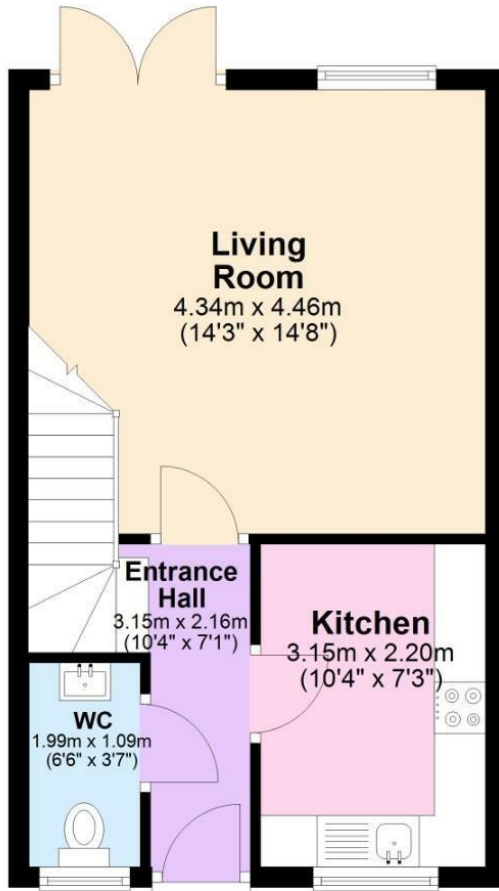 Living
Room
4.34m x 4.46m
(14'3" x 14'8")
Entrance
Hall
3.15m x 2.16m
(10'4" x 7'1")
Kitchen
3.15m x 2.20m
(10'4" x 7'3")
WC
1.99m x 1.09m
(6'6" x 3'7")